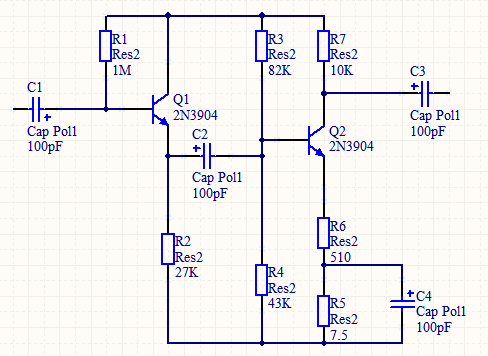 R1
Res2
1M
R3
Res2
82K
R7
Res2
10K
C1
+
Cap Pol1
100pF
Q1
2N3904
C3
+
Cap Pol1
100pF
C2
+
Cap Pol1
100pF
Q2
2N3904
R2
Res2
27K
R6
Res2
510
R4
Res2
43K
R5
Res2
7.5
C4
+
Cap Pol1
100pF